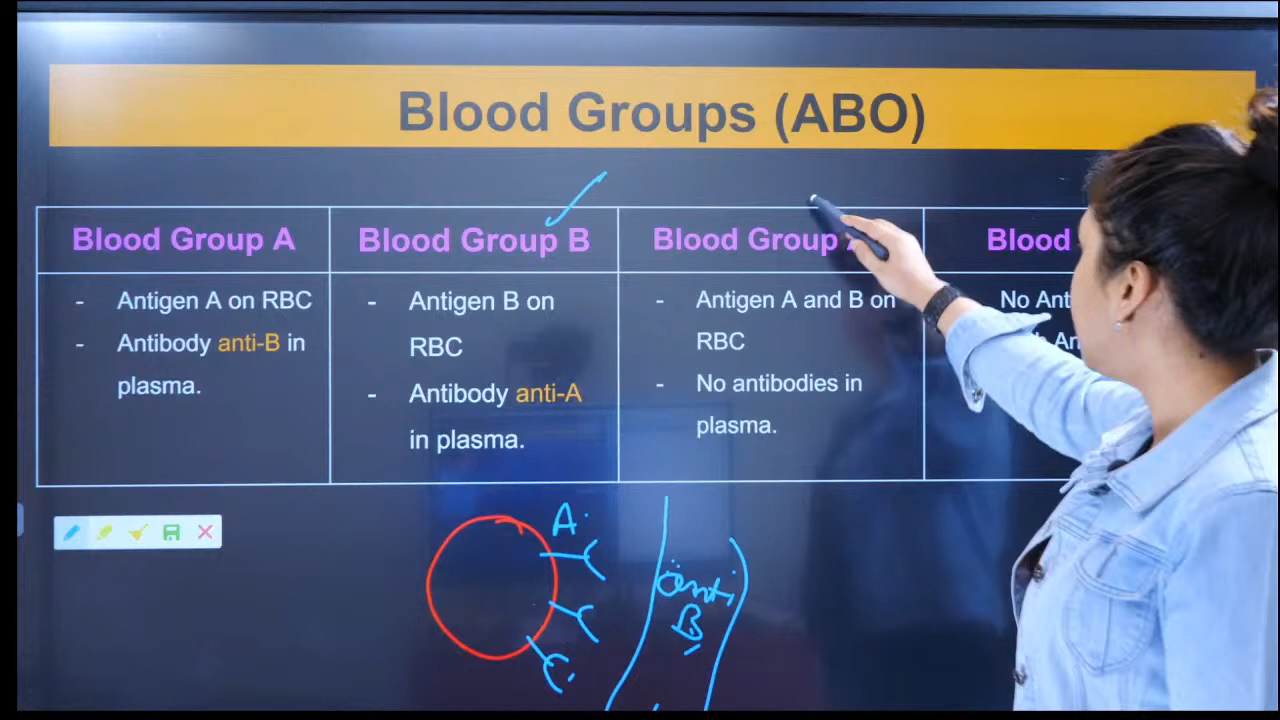 Blood Groups (ABO)
Blood Group A
- Antigen A on RBC
- Antibody anti-B in
plasma.
Blood Group B
- Antigen B on
RBC
- Antibody anti-A
in plasma.
Blood Group
- Antigen A and B on
RBC
- No antibodies in
plasma.
Blood
No
A
anti
B